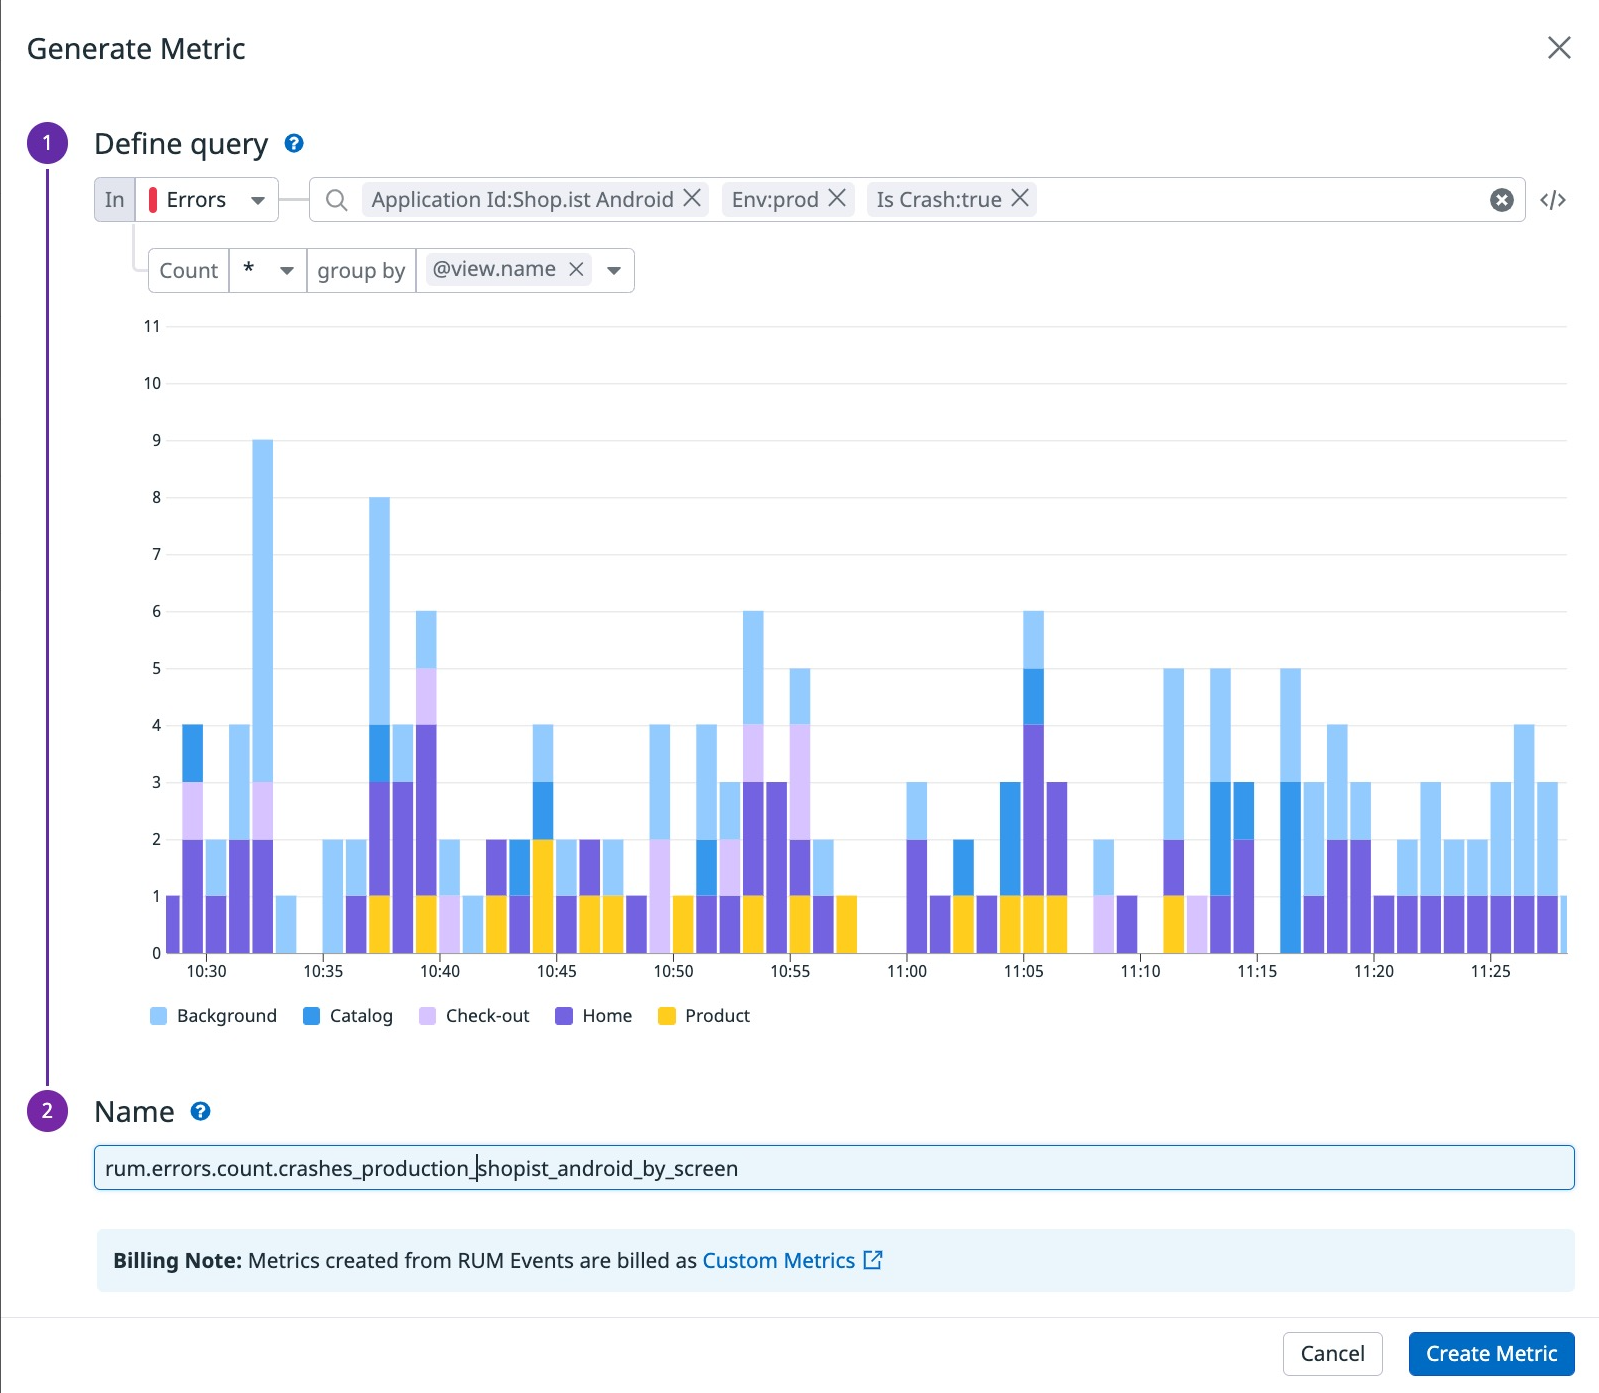 Generate Metric
1 Define query ?
In Errors Application Id:Shop.ist Android Env:prod Is Crash:true </>
Count * group by @view.name
11
10
9
8
7
6
5
4
3
2
1
0
10:30 10:35 10:40 10:45 10:50 10:55 11:00 11:05 11:10 11:15 11:20 11:25
Background Catalog Check-out Home Product
2 Name ?
rum.errors.count.crashes_production_shopist_android_by_screen
Billing Note: Metrics created from RUM Events are billed as Custom Metrics
Cancel Create Metric